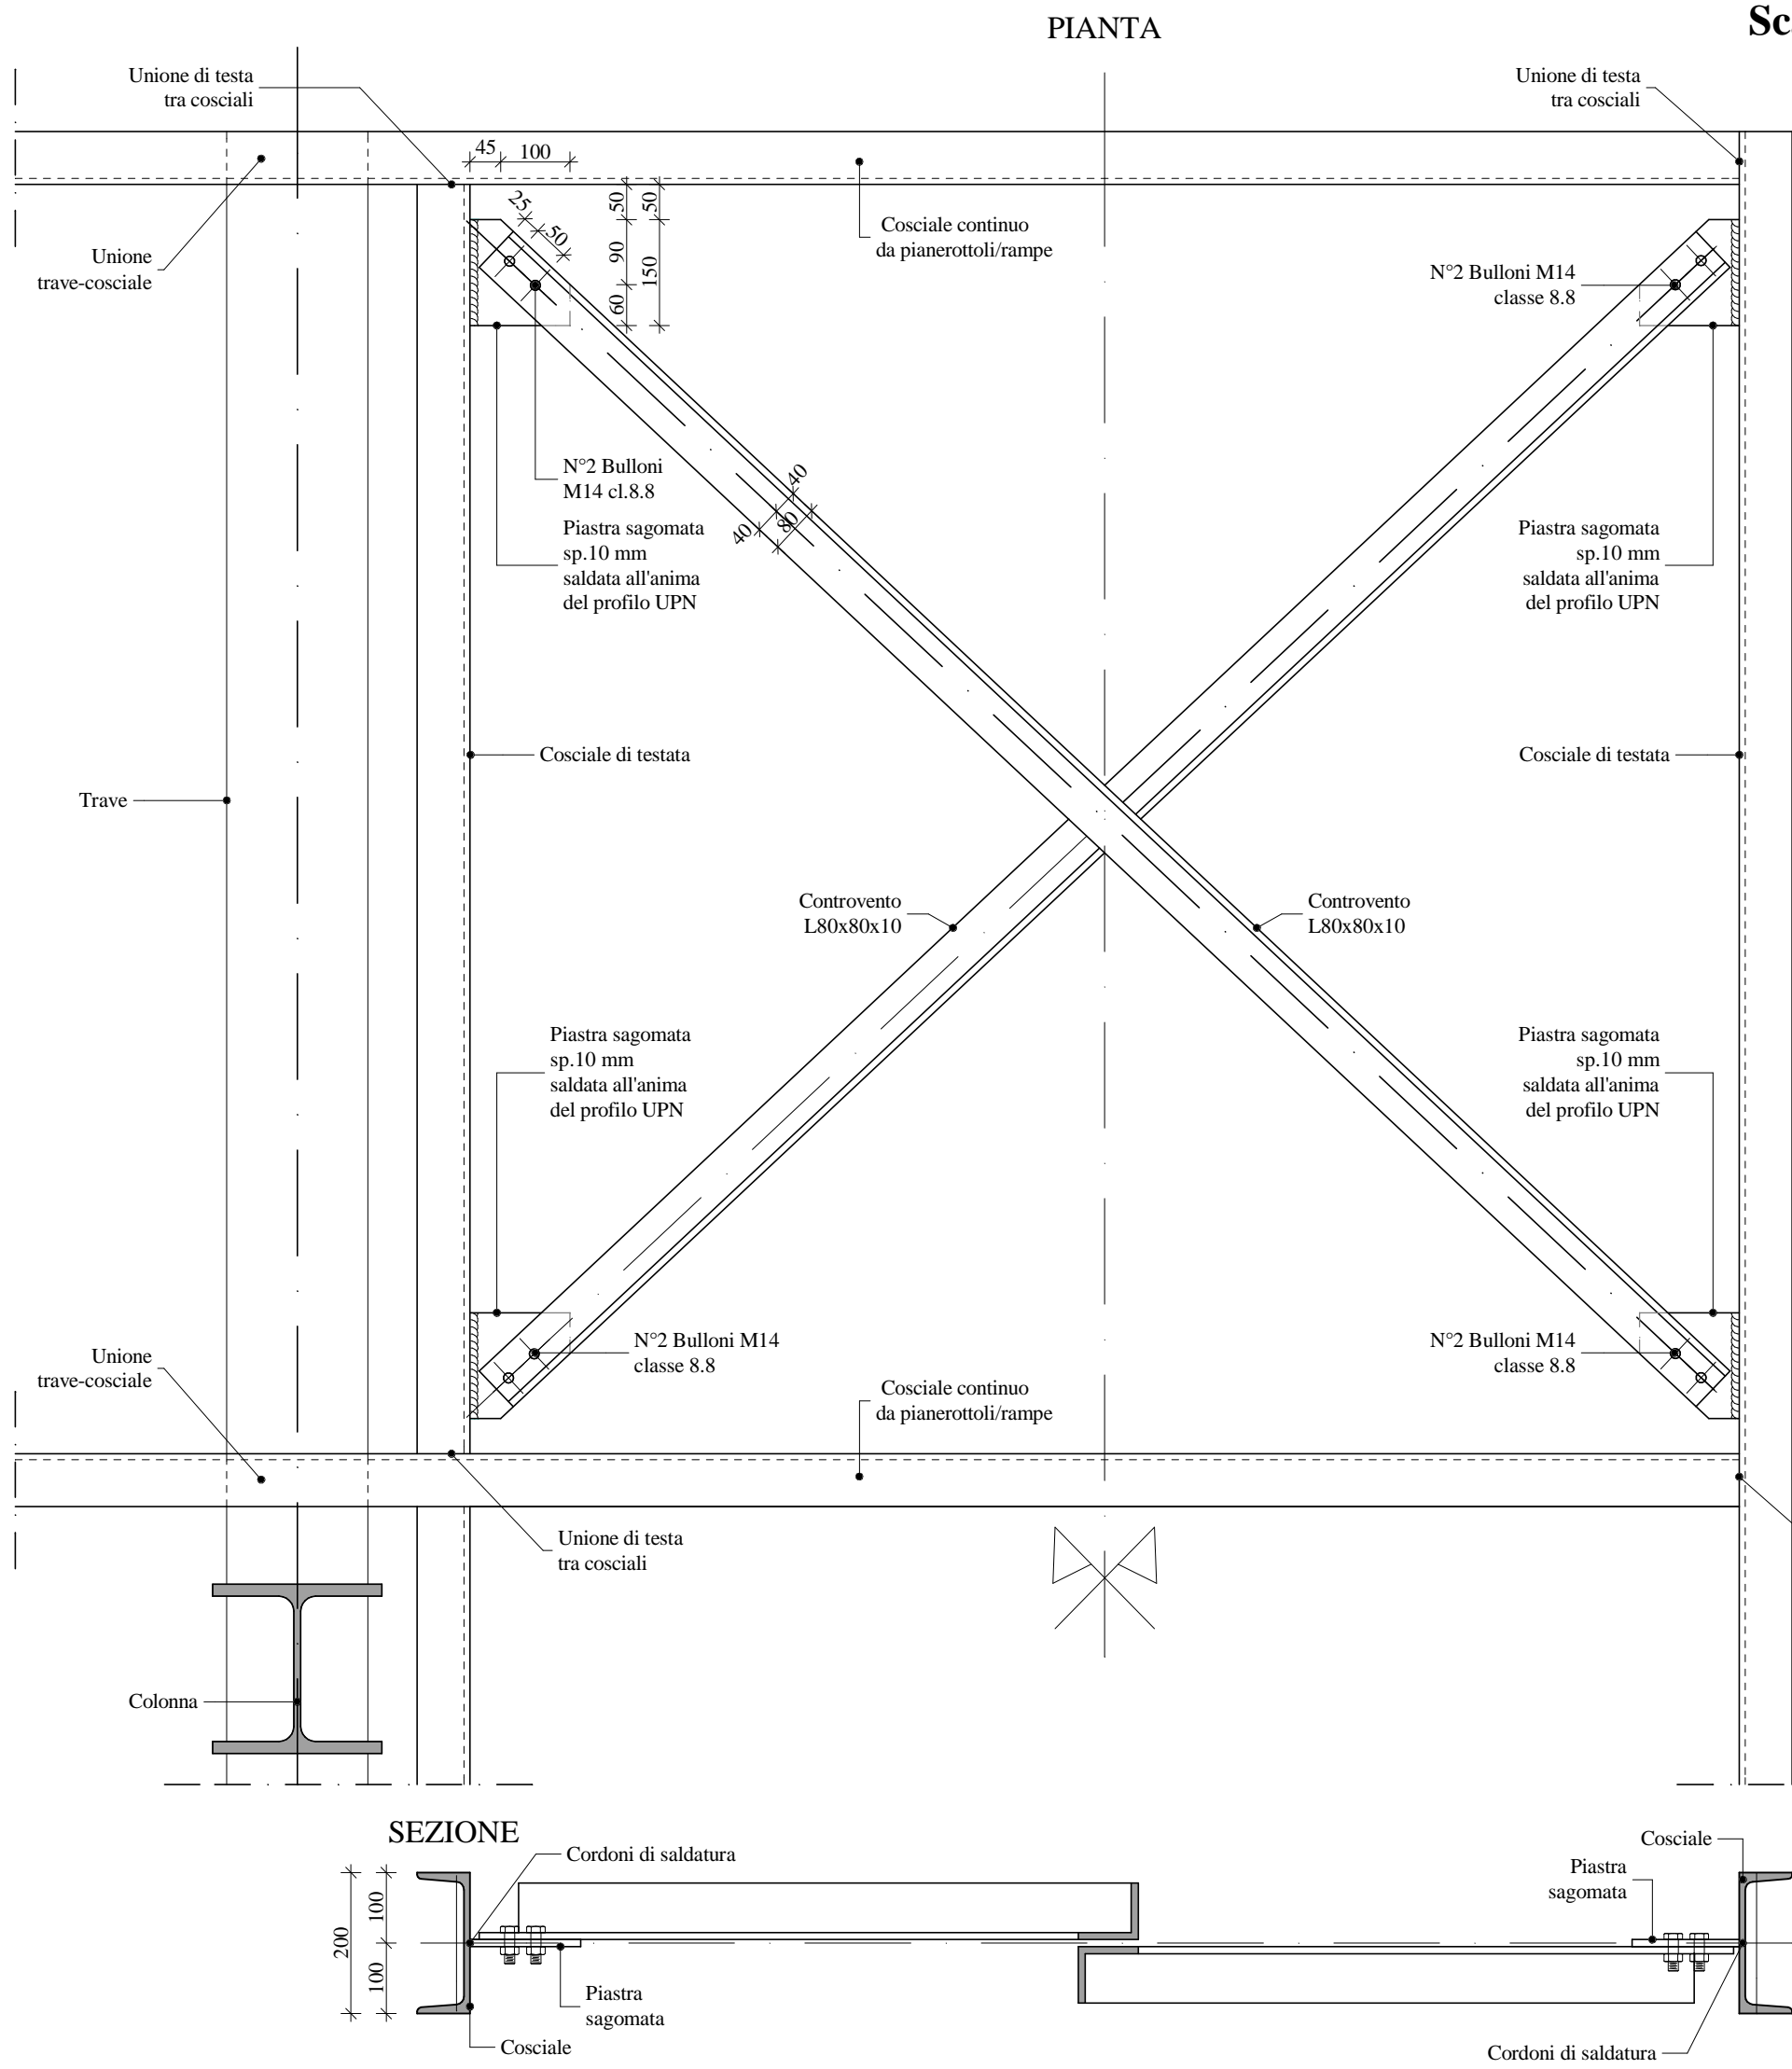 PIANTA
Sc
Unione di testa
tra cosciali
Unione di testa
tra cosciali
45
100
25
50
50
50
90
150
60
Unione
trave-cosciale
Cosciale continuo
da pianerottoli/rampe
N°2 Bulloni M14
classe 8.8
N°2 Bulloni
M14 cl.8.8
40
80
40
Piastra sagomata
sp.10 mm
saldata all'anima
del profilo UPN
Piastra sagomata
sp.10 mm
saldata all'anima
del profilo UPN
Cosciale di testata
Cosciale di testata
Trave
Controvento
L80x80x10
Controvento
L80x80x10
Piastra sagomata
sp.10 mm
saldata all'anima
del profilo UPN
Piastra sagomata
sp.10 mm
saldata all'anima
del profilo UPN
N°2 Bulloni M14
classe 8.8
N°2 Bulloni M14
classe 8.8
Unione
trave-cosciale
Cosciale continuo
da pianerottoli/rampe
Unione di testa
tra cosciali
Colonna
SEZIONE
Cordoni di saldatura
Cosciale
Piastra
sagomata
200
100
100
Piastra
sagomata
Cosciale
Cordoni di saldatura